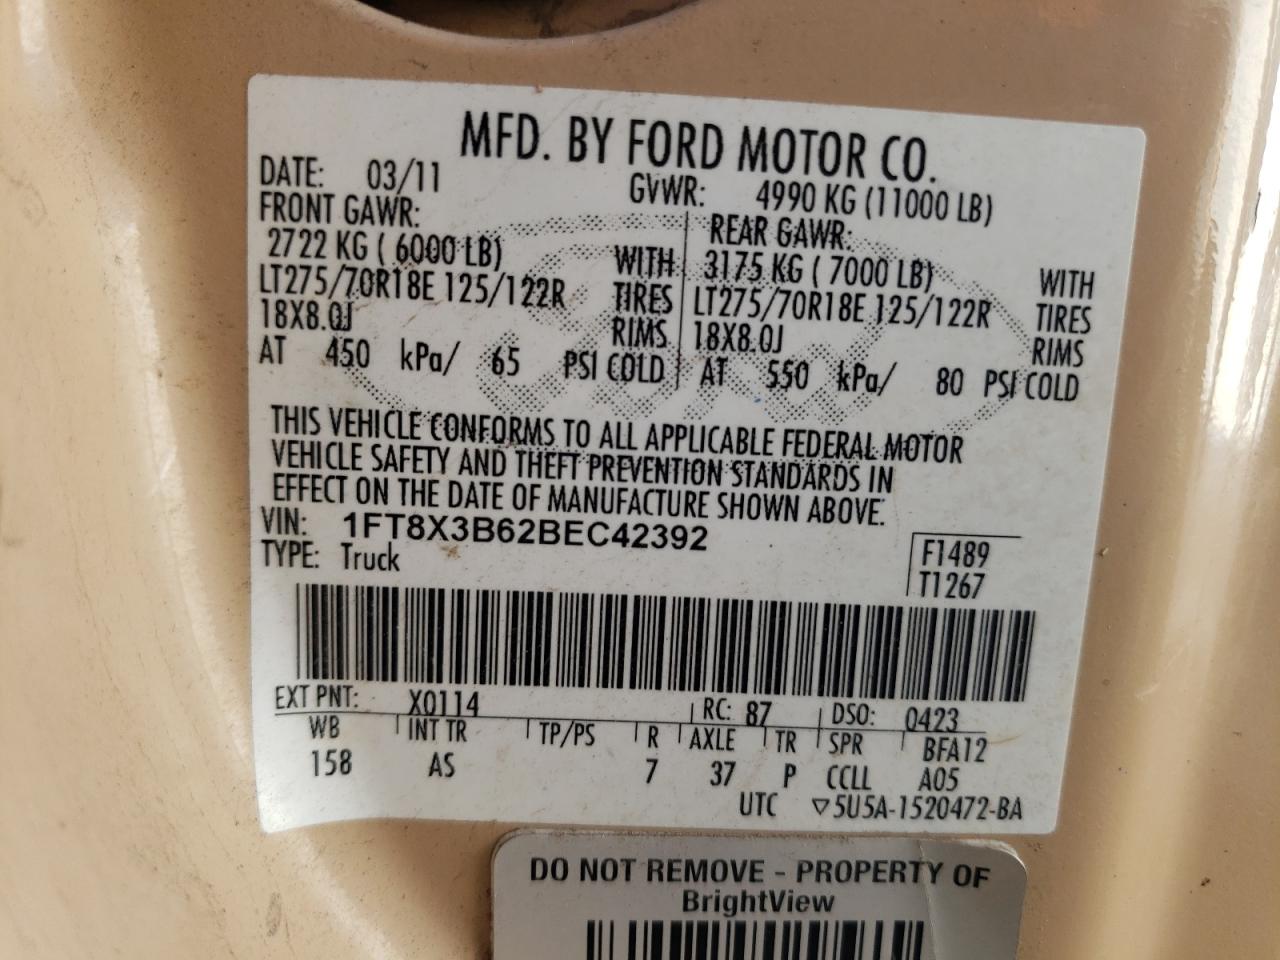 MFD. BY FORD MOTOR CO.
DATE: 03/11 GVWR: 4990 KG (11000 LB)
FRONT GAWR: REAR GAWR:
2722 KG ( 6000 LB) WITH 3175 KG ( 7000 LB) WITH
LT275/70R18E 125/122R TIRES LT275/70R18E 125/122R TIRES
18X8.0J RIMS 18X8.0J RIMS
AT 450 kPa/ 65 PSI COLD AT 550 kPa/ 80 PSI COLD
THIS VEHICLE CONFORMS TO ALL APPLICABLE FEDERAL MOTOR
VEHICLE SAFETY AND THEFT PREVENTION STANDARDS IN
EFFECT ON THE DATE OF MANUFACTURE SHOWN ABOVE.
VIN: 1FT8X3B62BEC42392
TYPE: Truck
F1489
T1267
EXT PNT: XQ114 RC: 87 DSO: 0423
WB INT TR TP/PS R AXLE TR SPR BFA12
158 AS 7 37 P CCLL A05
UTC ▽5U5A-1520472-BA
DO NOT REMOVE - PROPERTY OF
BrightView